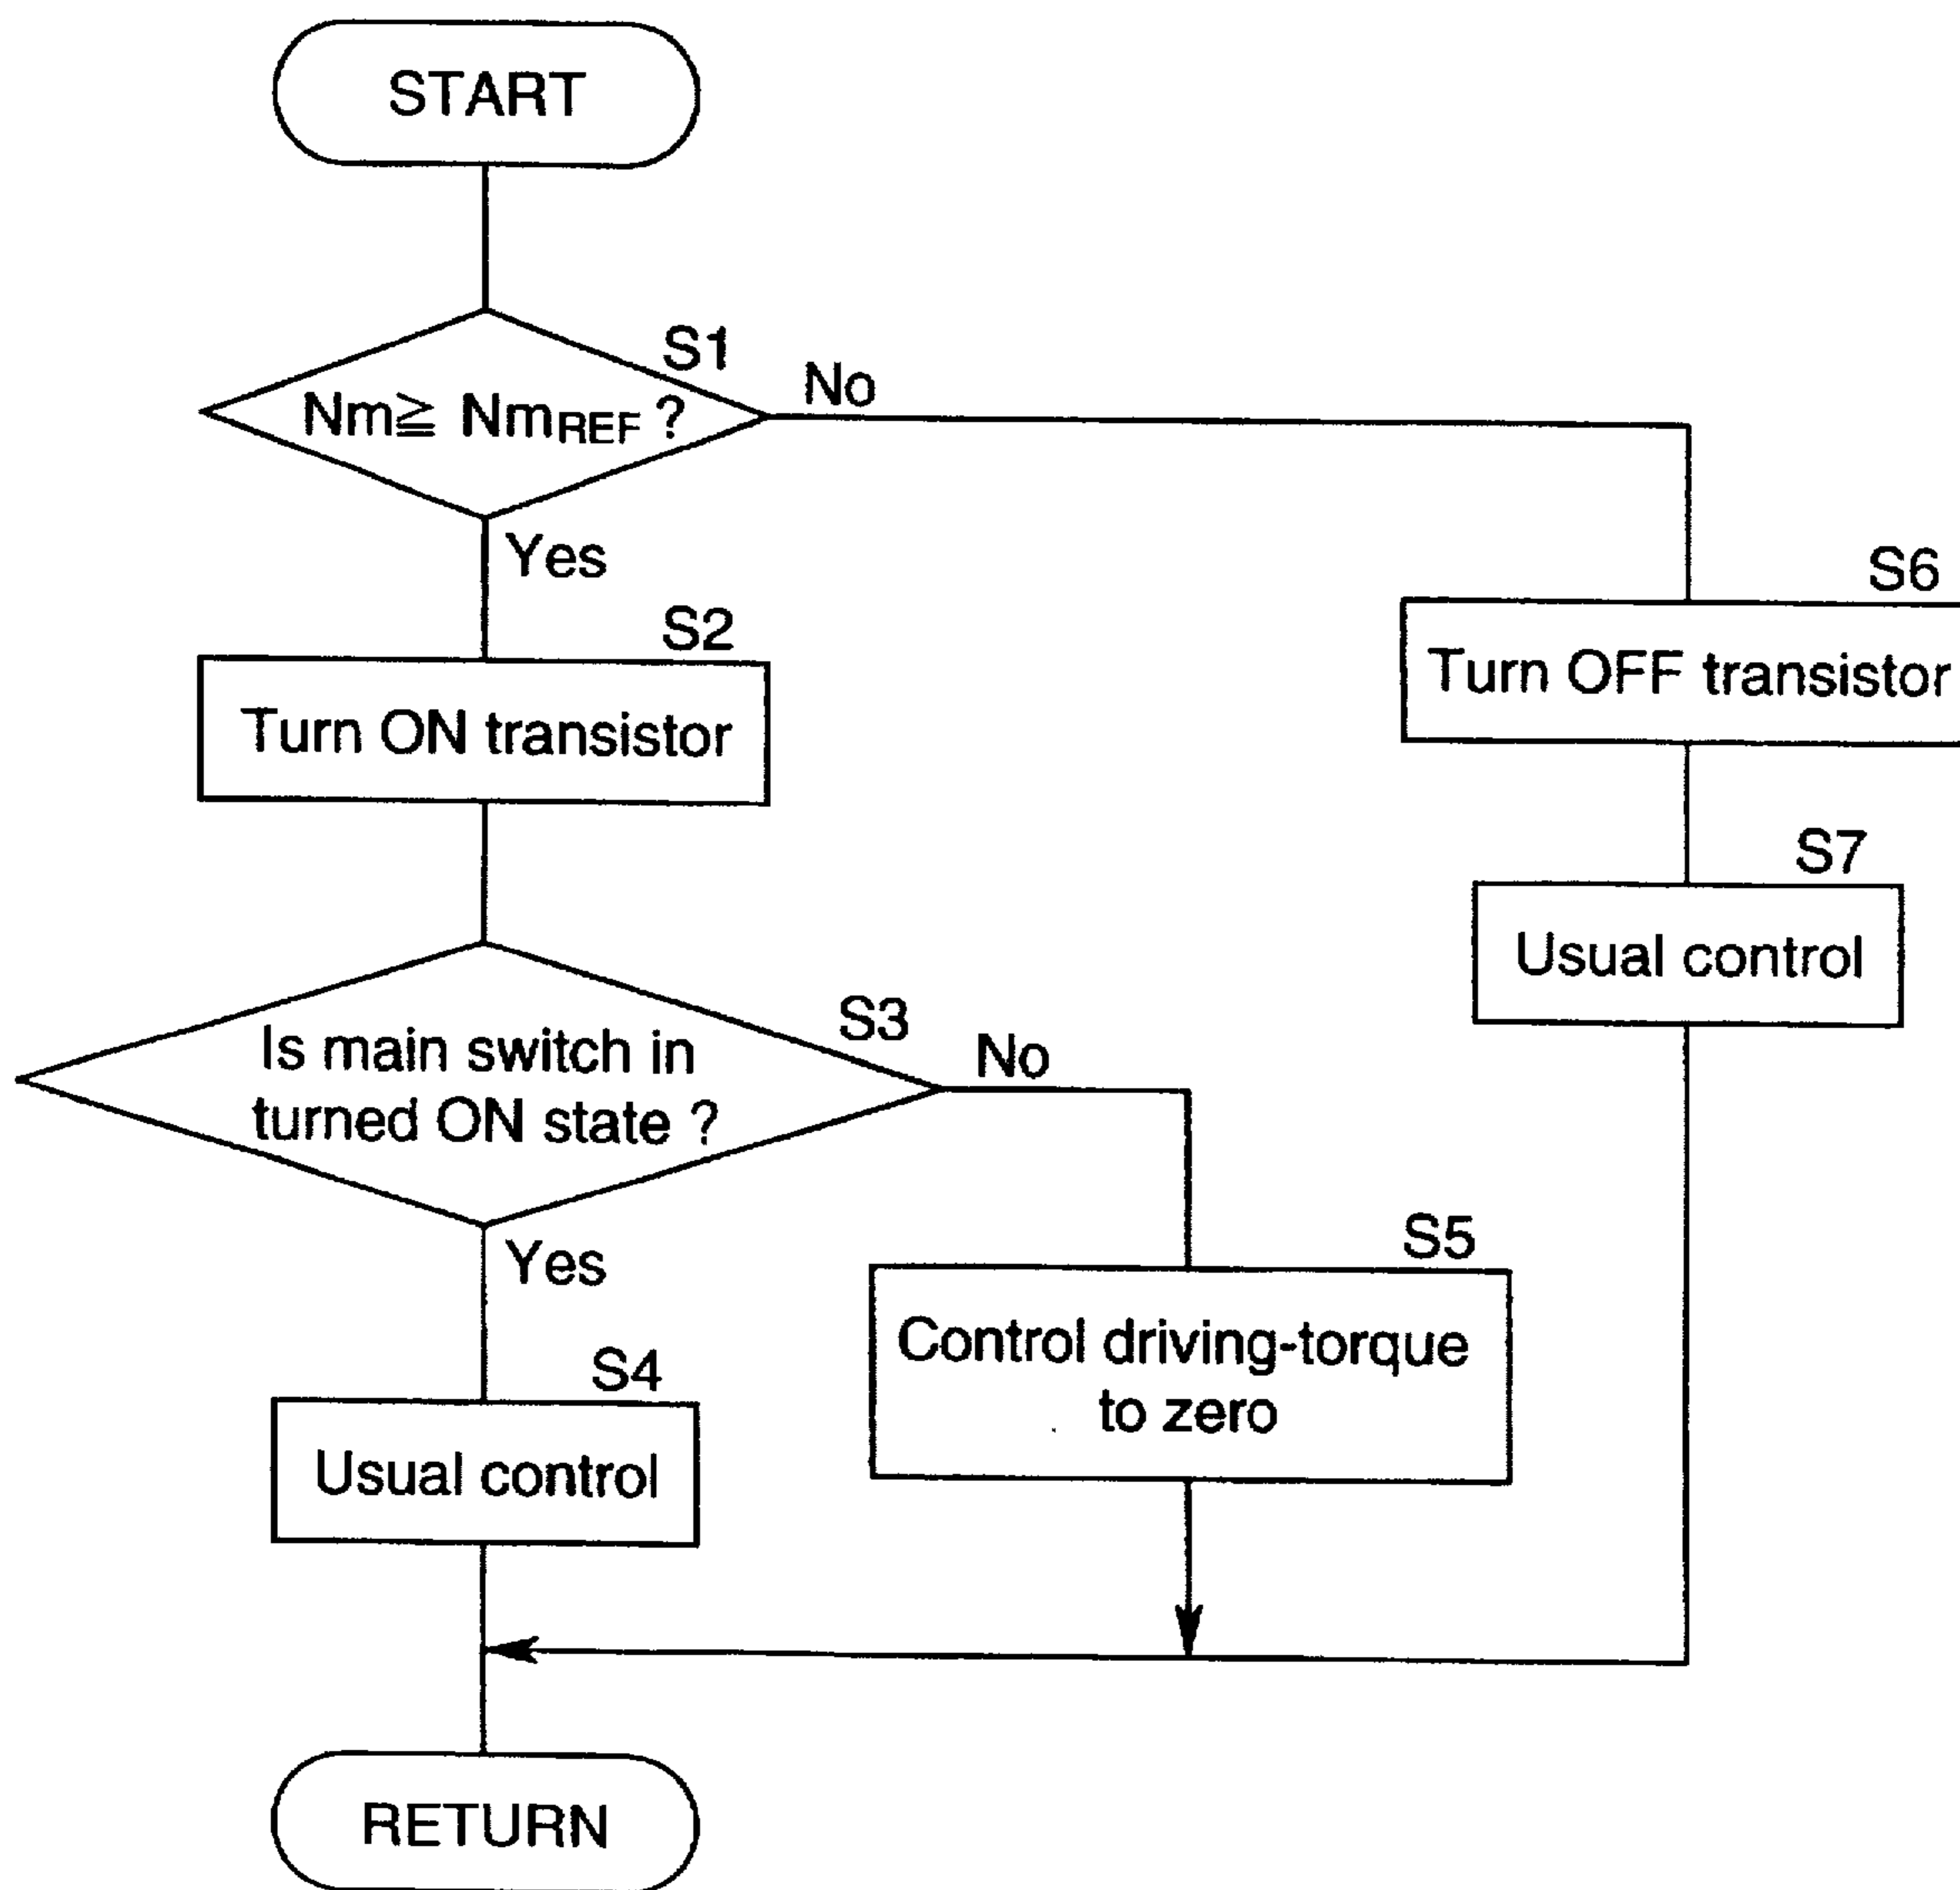 START
S1
Nm≧ NmREF ?
No
Yes
S2
Turn ON transistor
S6
Turn OFF transistor
S7
Usual control
S3
Is main switch in
turned ON state ?
No
Yes
S5
Control driving-torque
to zero
S4
Usual control
RETURN